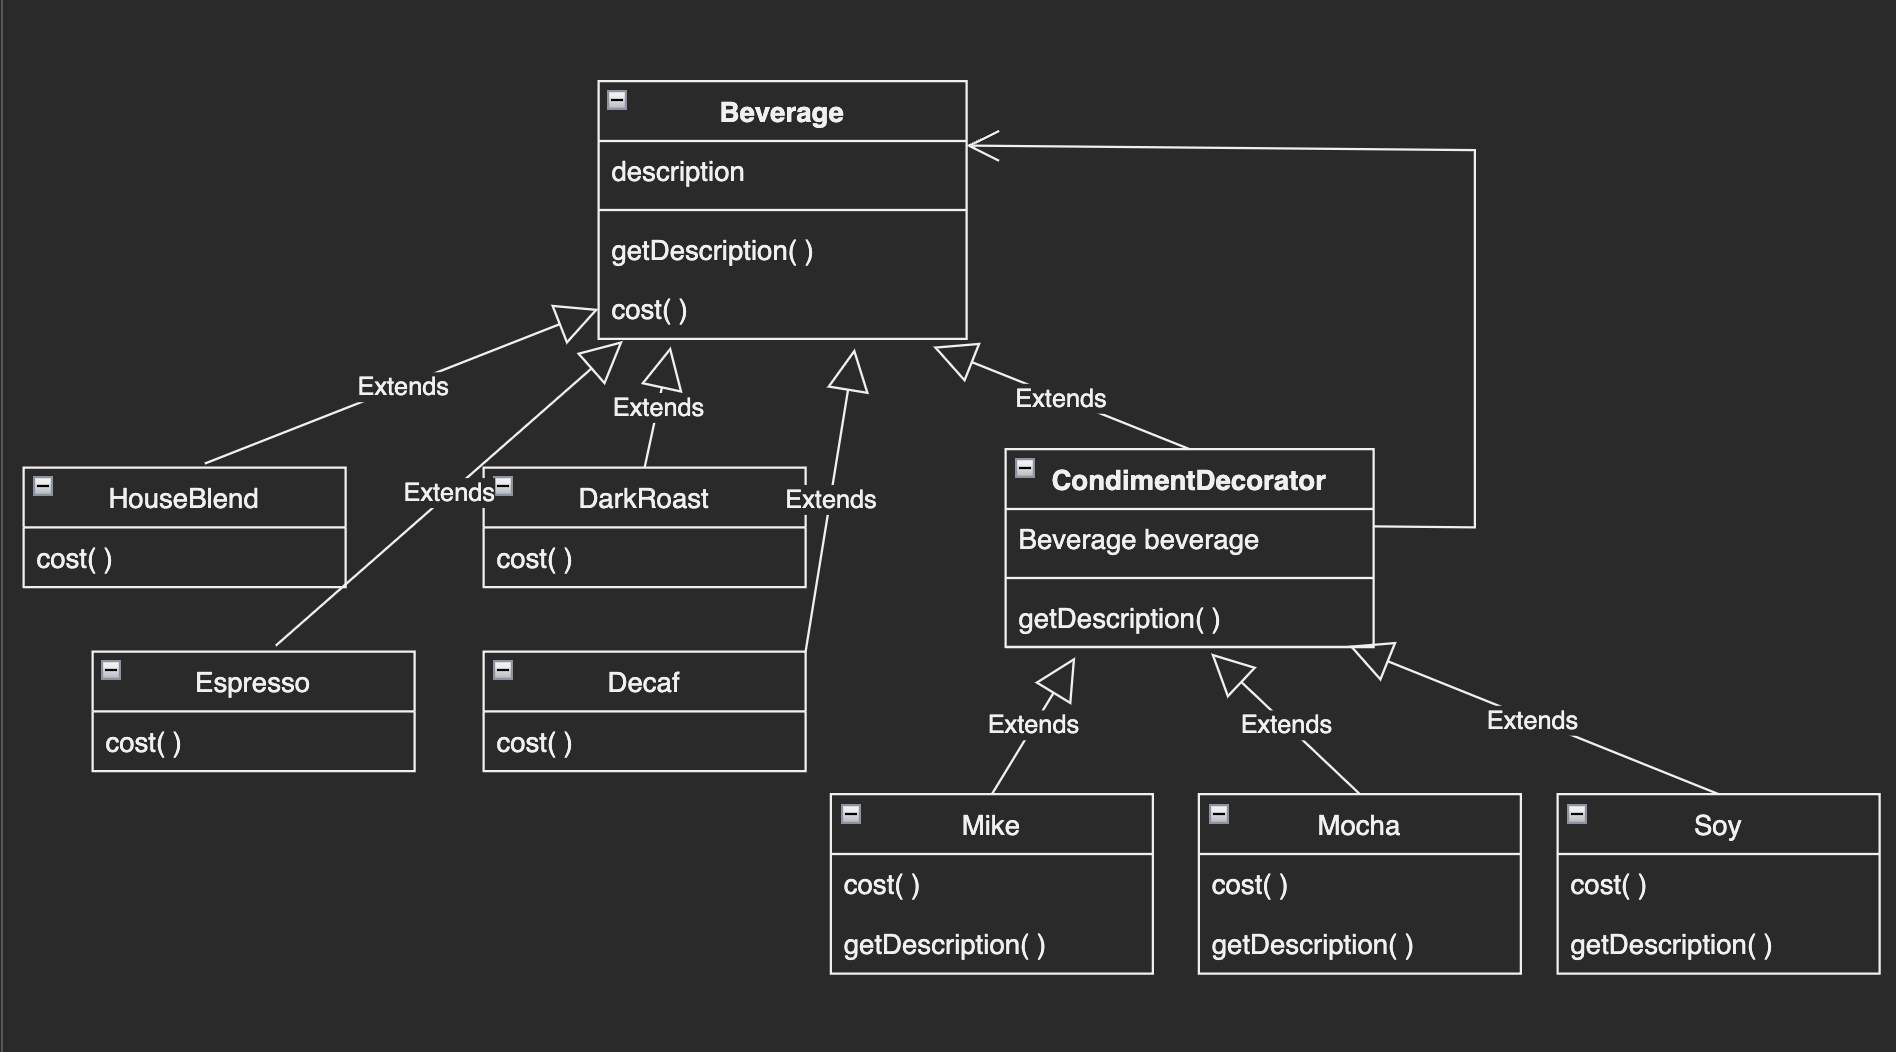 Beverage
description
getDescription( )
cost( )
Extends
Extends
Extends
Extends
Extends
HouseBlend
cost( )
DarkRoast
cost( )
CondimentDecorator
Beverage beverage
getDescription( )
Espresso
cost( )
Decaf
cost( )
Extends
Extends
Extends
Mike
cost( )
getDescription( )
Mocha
cost( )
getDescription( )
Soy
cost( )
getDescription( )